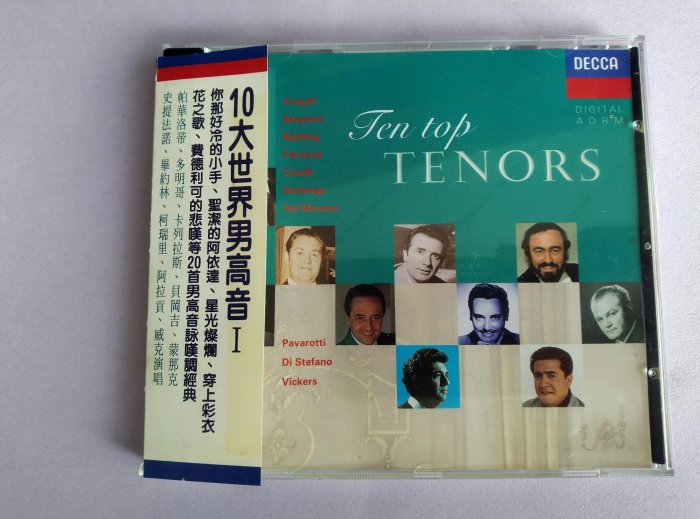 10大世界男高音 I
你那好冷的小手、聖潔的阿依達、星光燦爛、穿上彩衣
花之歌、費德利可的悲嘆等20首男高音詠嘆調經典
帕華洛帝、多明哥、卡列拉斯、貝岡吉、蒙那克
史提法諾、畢約林、柯瑞里、阿拉貢、威克演唱
DECCA
DIGITAL
ADRM
Ten top
TENORS
Aragall
Bergonzi
Bjorling
Carreras
Corelli
Domingo
Del Monaco
Pavarotti
Di Stefano
Vickers